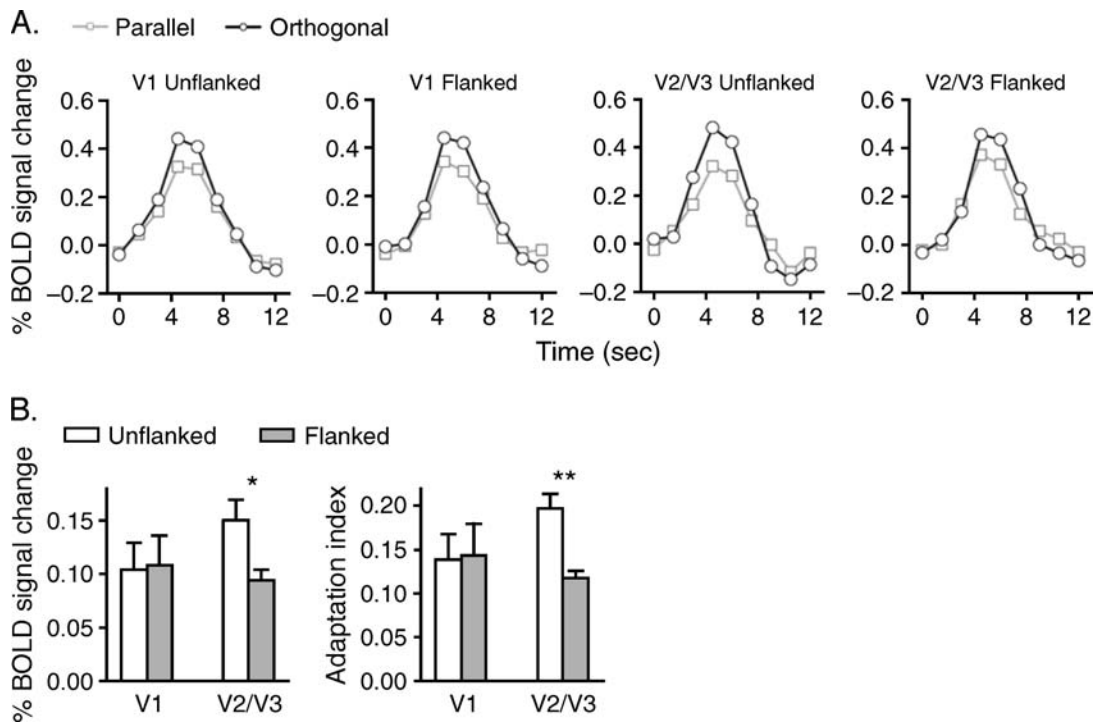 A.
Parallel Orthogonal
% BOLD signal change
V1 Unflanked V1 Flanked V2/V3 Unflanked V2/V3 Flanked
0.6 0.6 0.6 0.6
0.4 0.4 0.4 0.4
0.2 0.2 0.2 0.2
0.0 0.0 0.0 0.0
–0.2 –0.2 –0.2 –0.2
0 4 8 12 0 4 8 12 0 4 8 12 0 4 8 12
Time (sec)
B.
Unflanked Flanked
% BOLD signal change
* 
0.15
0.10
0.05
0.00
V1 V2/V3
Adaptation index
**
0.20
0.15
0.10
0.05
0.00
V1 V2/V3